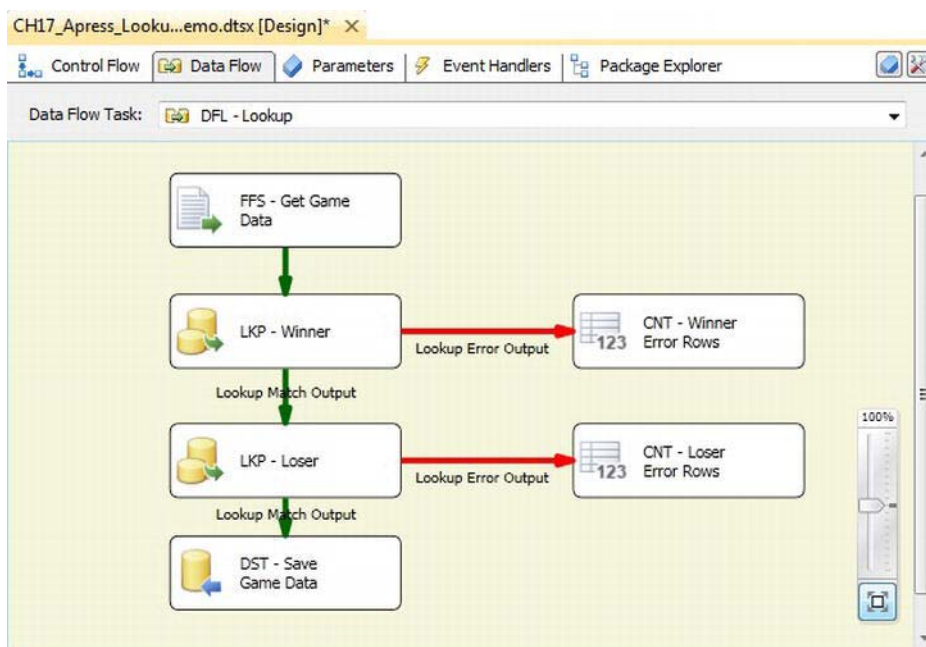 CH17_Apress_Looku...emo.dtsx [Design]* X
Control Flow Data Flow Parameters Event Handlers Package Explorer
Data Flow Task: DFL - Lookup
FFS - Get Game
Data
LKP - Winner
Lookup Error Output
CNT - Winner
Error Rows
123
Lookup Match Output
100%
LKP - Loser
Lookup Error Output
CNT - Loser
Error Rows
123
Lookup Match Output
DST - Save
Game Data